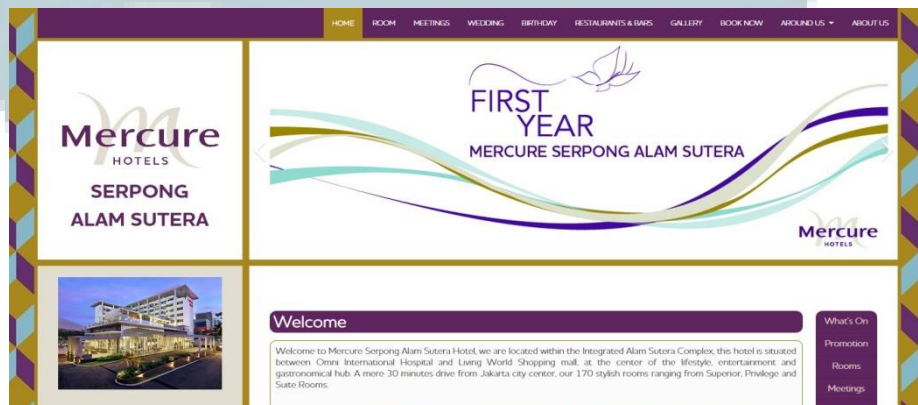 HOME ROOM MEETINGS WEDDING BIRTHDAY RESTAURANTS & BARS GALLERY BOOK NOW AROUND US ABOUT US
Mercure
HOTELS
SERPONG
ALAM SUTERA
FIRST
YEAR
MERCURE SERPONG ALAM SUTERA
Mercure
HOTELS
Welcome
Welcome to Mercure Serpong Alam Sutera Hotel, we are located within the Integrated Alam Sutera Complex, this hotel is situated
between Omni International Hospital and Living World Shopping mall, at the center of the lifestyle, entertainment and
gastronomical hub. A mere 30 minutes drive from Jakarta city center, our 170 stylish rooms ranging from Superior, Privilege and
Suite Rooms.
What's On
Promotion
Rooms
Meetings